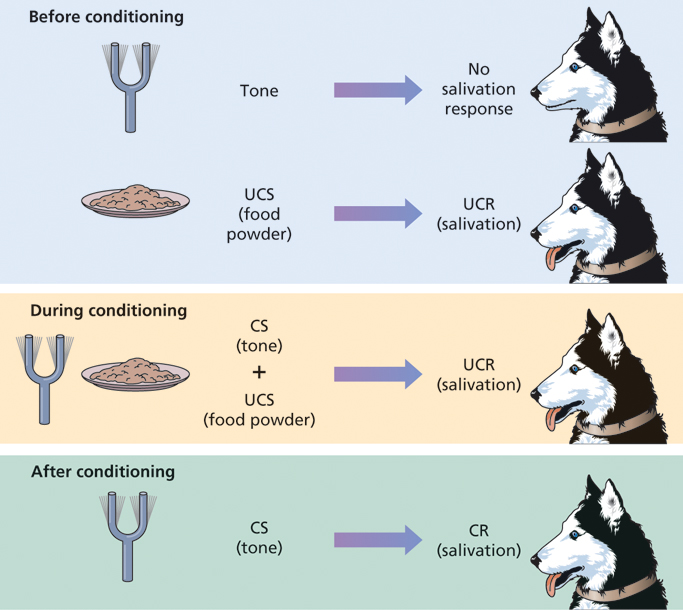 Before conditioning
Tone
No
salivation
response
UCS
(food
powder)
UCR
(salivation)
During conditioning
CS
(tone)
+
UCS
(food powder)
UCR
(salivation)
After conditioning
CS
(tone)
CR
(salivation)